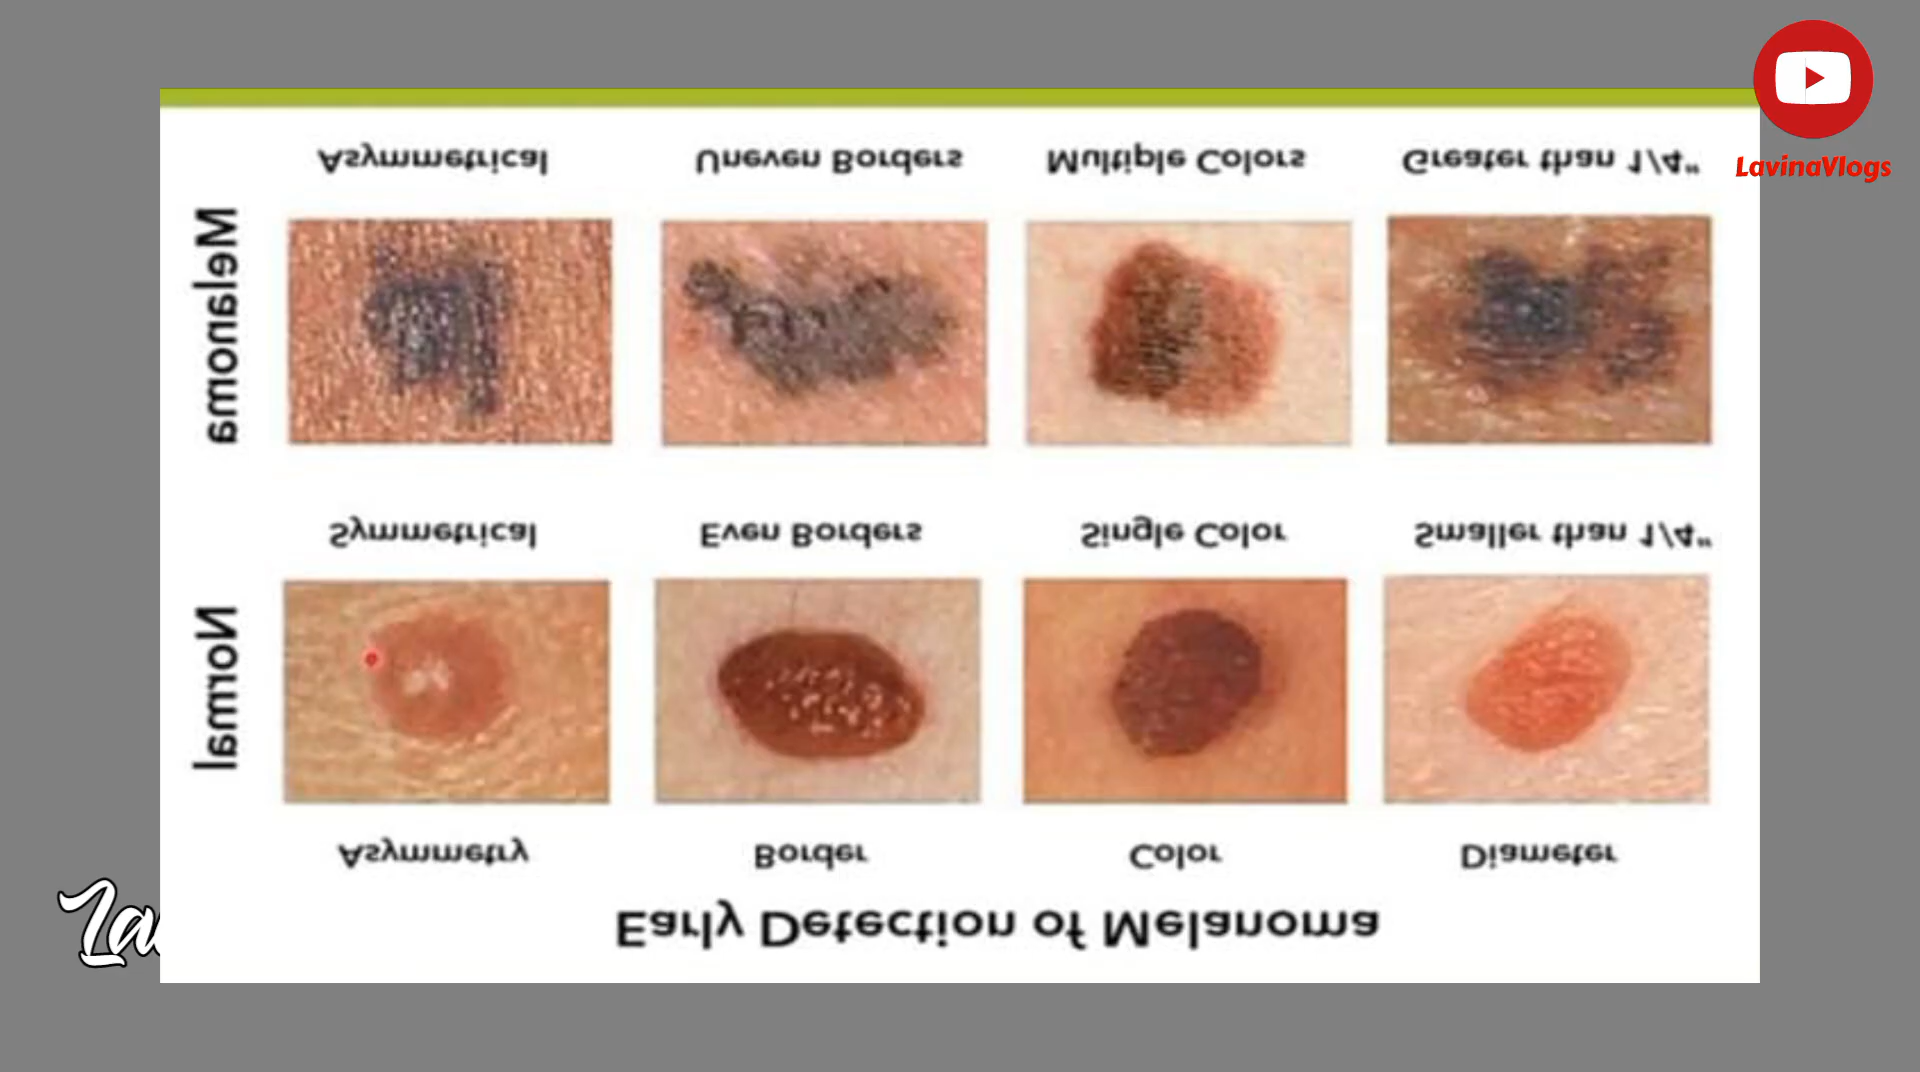 LavinaVlogs
Early Detection of Melanoma
Asymmetry Border Color Diameter
Normal
Symmetrical Even Borders Single Color Smaller than 1/4"
Melanoma
Asymmetrical Uneven Borders Multiple Colors Greater than 1/4"